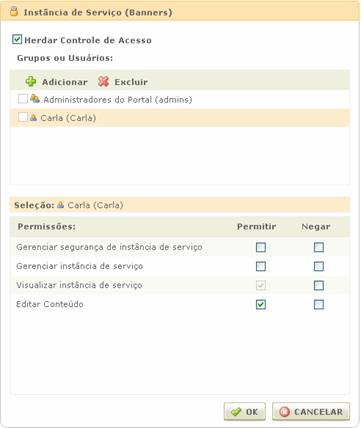 Instância de Serviço (Banners)
Herdar Controle de Acesso
Grupos ou Usuários:
Adicionar Excluir
Administradores do Portal (admins)
Carla (Carla)
Seleção: Carla (Carla)
Permissões: Permitir Negar
Gerenciar segurança de instância de serviço
Gerenciar instância de serviço
Visualizar instância de serviço
Editar Conteúdo
OK CANCELAR